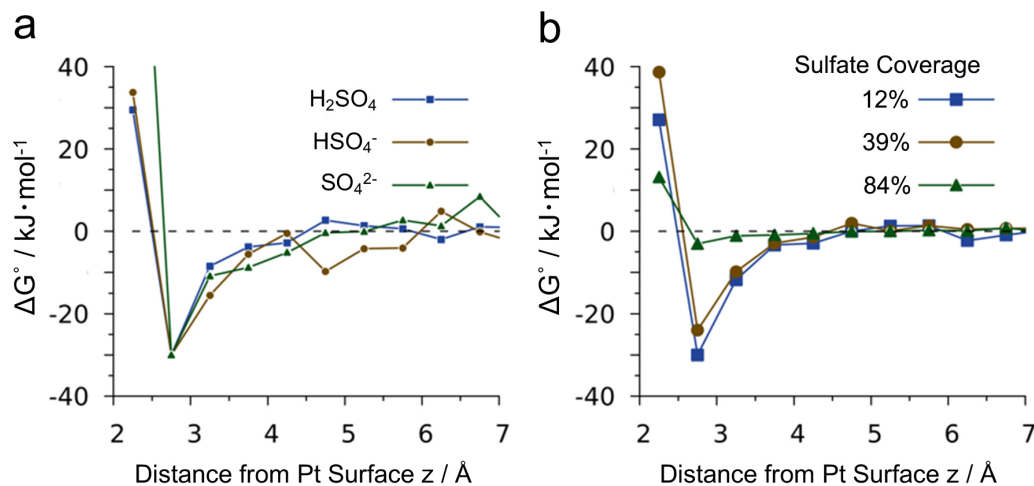 a
40
20
0
-20
-40
ΔG° / kJ·mol⁻¹
H₂SO₄
HSO₄⁻
SO₄²⁻
2 3 4 5 6 7
Distance from Pt Surface z / Å
b
Sulfate Coverage
40
20
0
-20
-40
ΔG° / kJ·mol⁻¹
12%
39%
84%
2 3 4 5 6 7
Distance from Pt Surface z / Å